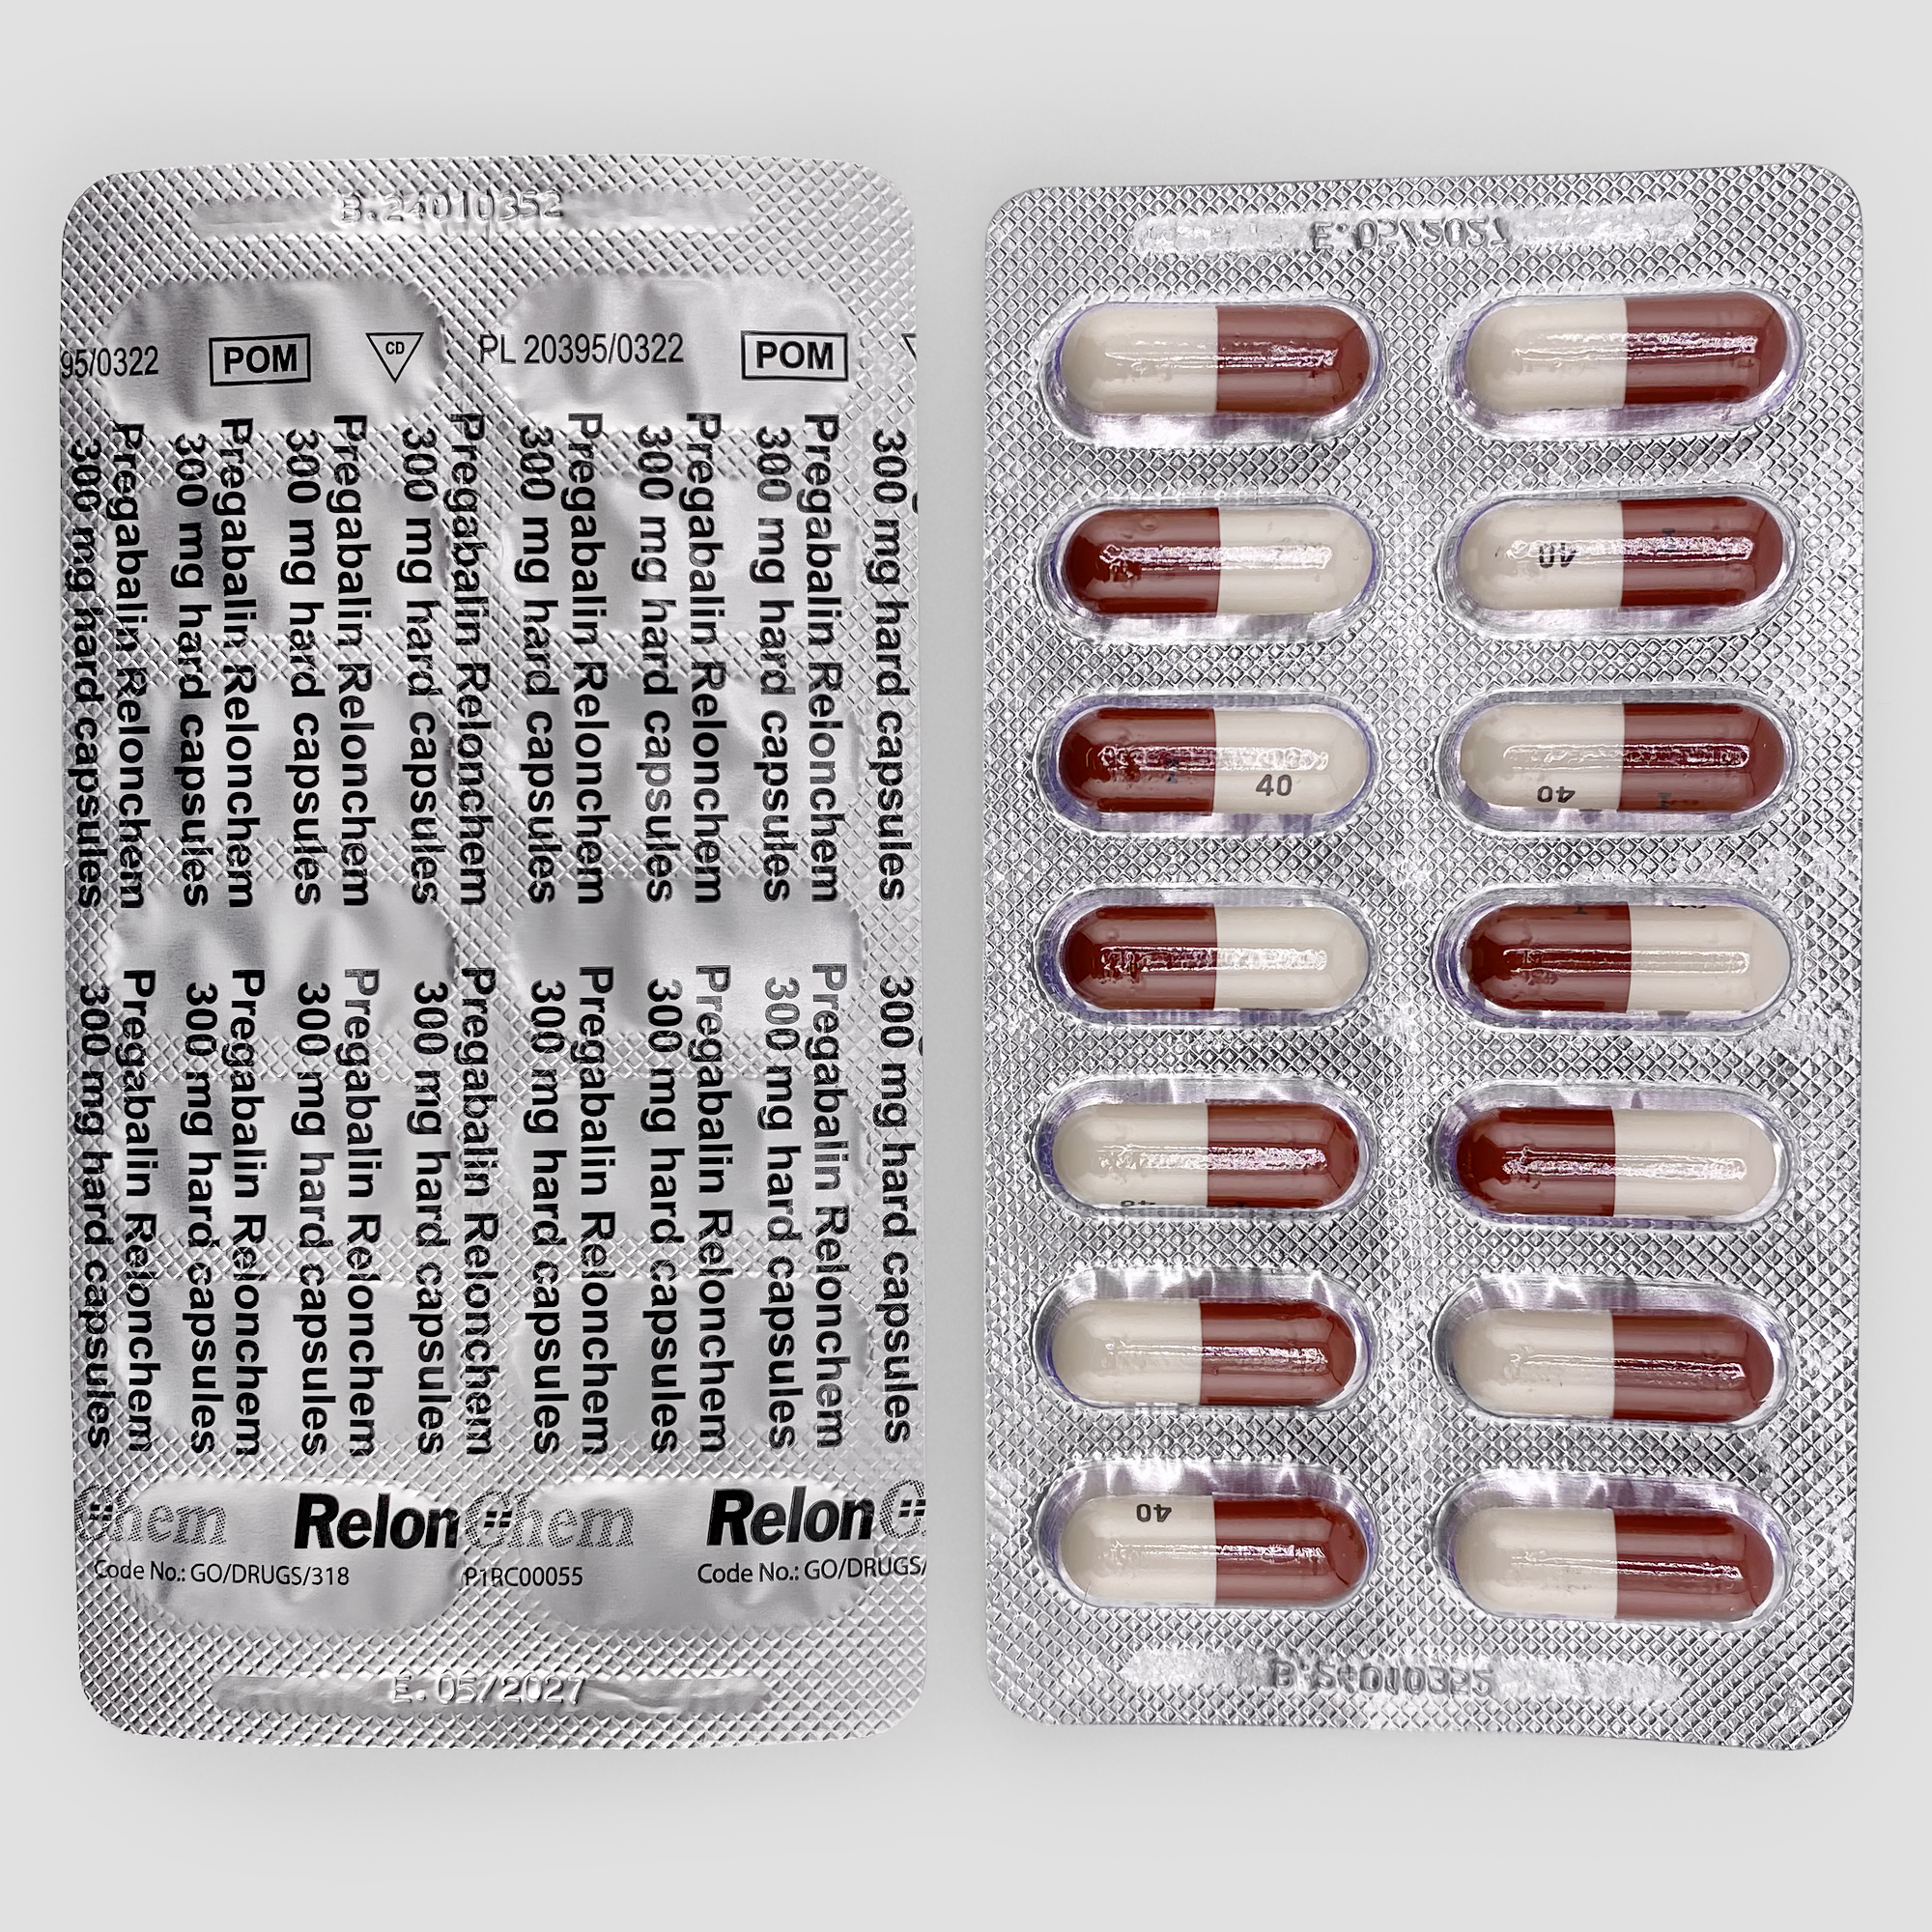 B.24010352
95/0322 POM CD PL 20395/0322 POM
300 mg hard capsules
Pregabalin Relonchem
300 mg hard capsules
Pregabalin Relonchem
300 mg hard capsules
Pregabalin Relonchem
300 mg hard capsules
Pregabalin Relonchem
300 mg hard capsules
Pregabalin Relonchem
300 mg hard capsules
Pregabalin Relonchem
300 mg hard capsules
Pregabalin Relonchem
300 mg hard capsules
300 mg hard capsules
Pregabalin Relonchem
300 mg hard capsules
Pregabalin Relonchem
300 mg hard capsules
Pregabalin Relonchem
300 mg hard capsules
Pregabalin Relonchem
300 mg hard capsules
Pregabalin Relonchem
300 mg hard capsules
Pregabalin Relonchem
300 mg hard capsules
Pregabalin Relonchem
300 mg hard capsules
Chem RelonChem Relon
Code No.: GO/DRUGS/318 P1RC00055 Code No.: GO/DRUGS/
E. 05/2027
40
I
I
40
40
I
I
40